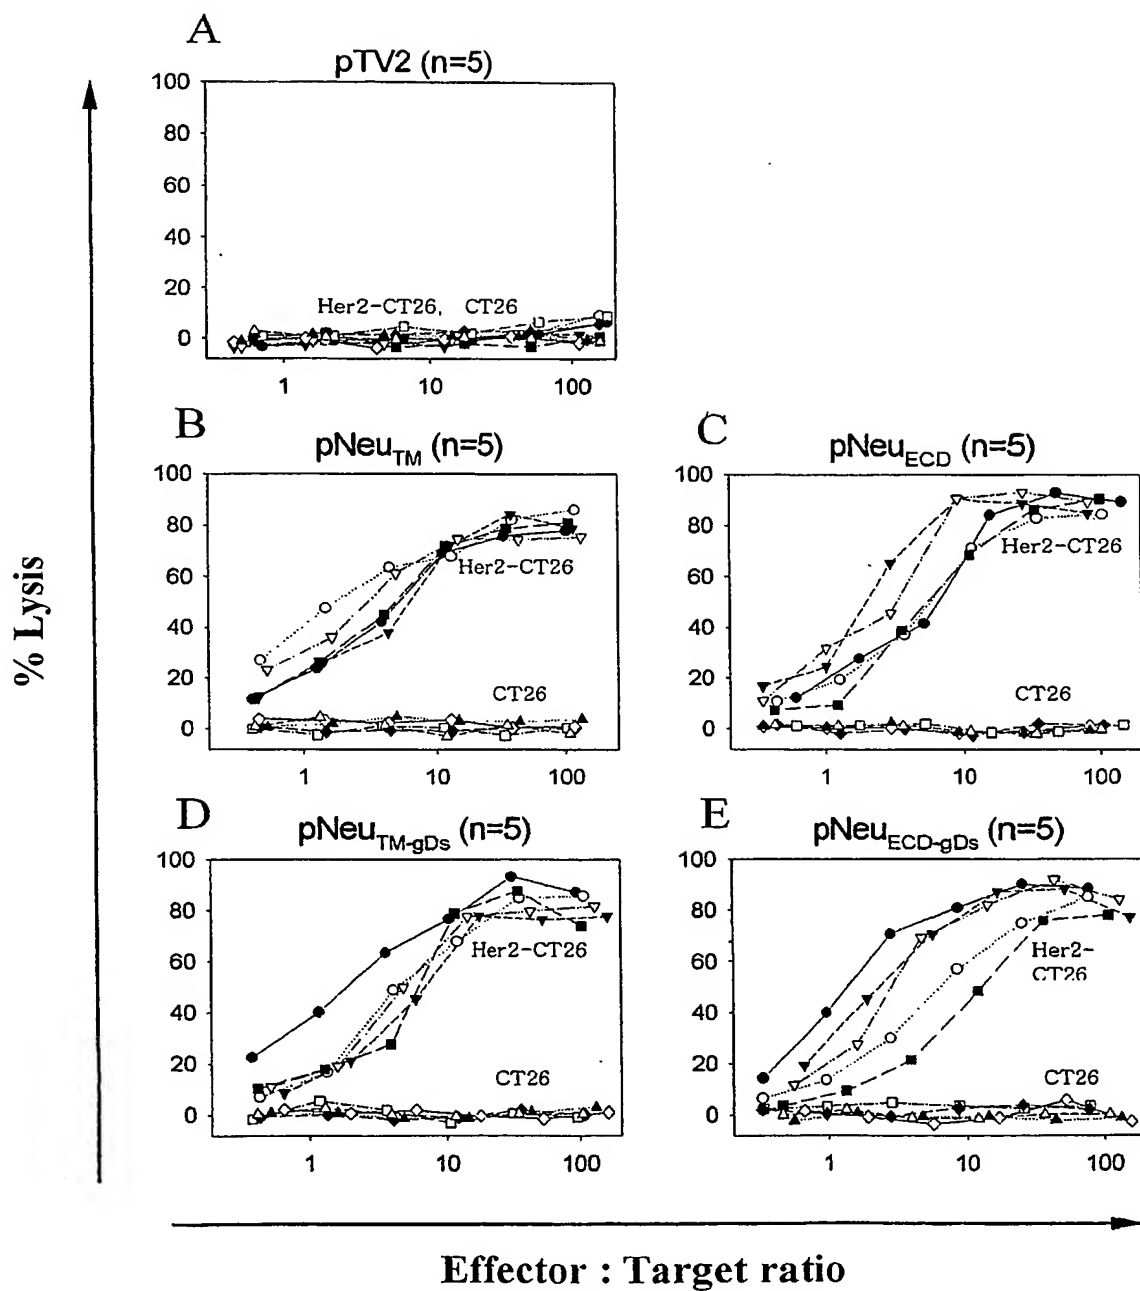 A
pTV2 (n=5)
100
80
60
40
20
0
Her2-CT26, CT26
1 10 100
B
pNeuTM (n=5)
100
80
60
40
20
0
Her2-CT26
CT26
1 10 100
C
pNeuECD (n=5)
100
80
60
40
20
0
Her2-CT26
CT26
1 10 100
D
pNeuTM-gDs (n=5)
100
80
60
40
20
0
Her2-CT26
CT26
1 10 100
E
pNeuECD-gDs (n=5)
100
80
60
40
20
0
Her2-
CT26
CT26
1 10 100
% Lysis
Effector : Target ratio